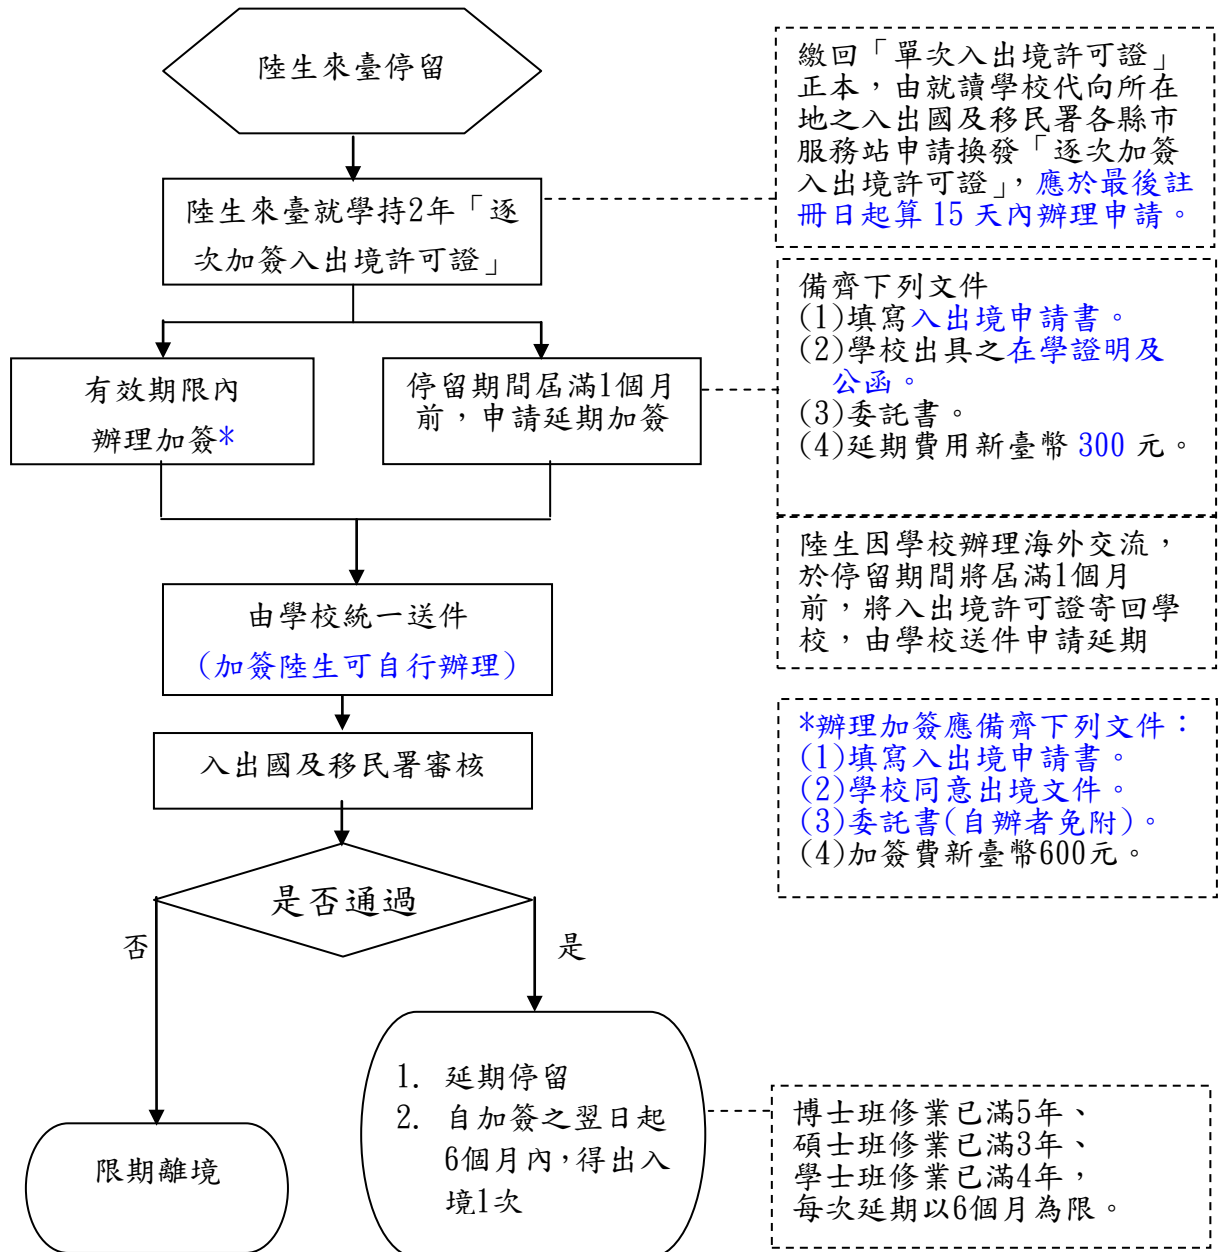 陸生來臺停留
繳回「單次入出境許可證」
正本，由就讀學校代向所在
地之入出國及移民署各縣市
服務站申請換發「逐次加簽
入出境許可證」，應於最後註
冊日起算 15 天內辦理申請。
陸生來臺就學持2年「逐
次加簽入出境許可證」
有效期限內
辦理加簽*
停留期間屆滿1個月
前，申請延期加簽
備齊下列文件
(1)填寫入出境申請書。
(2)學校出具之在學證明及
公函。
(3)委託書。
(4)延期費用新臺幣 300 元。
陸生因學校辦理海外交流，
於停留期間將屆滿1個月
前，將入出境許可證寄回學
校，由學校送件申請延期
由學校統一送件
(加簽陸生可自行辦理)
*辦理加簽應備齊下列文件：
(1)填寫入出境申請書。
(2)學校同意出境文件。
(3)委託書(自辦者免附)。
(4)加簽費新臺幣600元。
入出國及移民署審核
是否通過
否
是
限期離境
1. 延期停留
2. 自加簽之翌日起
6個月內，得出入
境1次
博士班修業已滿5年、
碩士班修業已滿3年、
學士班修業已滿4年，
每次延期以6個月為限。